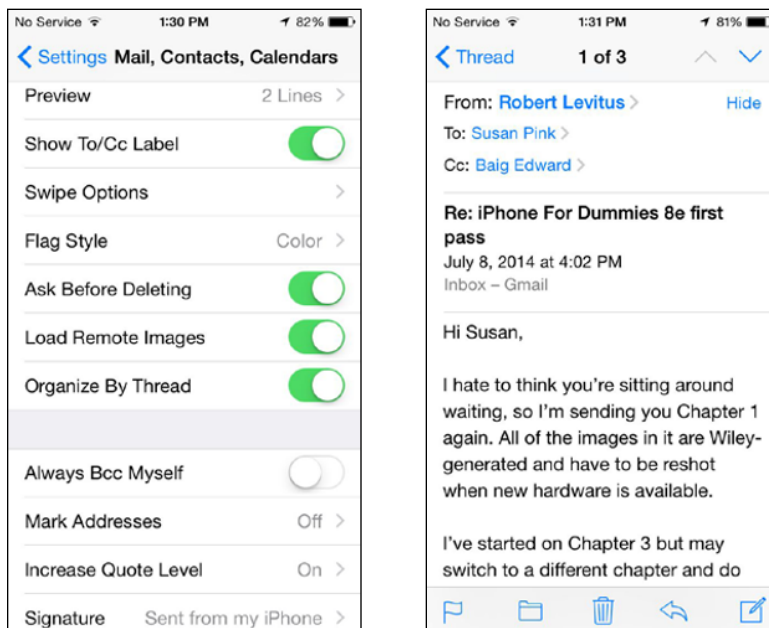 No Service 1:30 PM 82%
Settings Mail, Contacts, Calendars
Preview 2 Lines
Show To/Cc Label
Swipe Options
Flag Style Color
Ask Before Deleting
Load Remote Images
Organize By Thread
Always Bcc Myself
Mark Addresses Off
Increase Quote Level On
Signature Sent from my iPhone
No Service 1:31 PM 81%
Thread 1 of 3
From: Robert Levitus Hide
To: Susan Pink
Cc: Baig Edward
Re: iPhone For Dummies 8e first
pass
July 8, 2014 at 4:02 PM
Inbox – Gmail
Hi Susan,
I hate to think you’re sitting around
waiting, so I’m sending you Chapter 1
again. All of the images in it are Wiley-
generated and have to be reshot
when new hardware is available.
I’ve started on Chapter 3 but may
switch to a different chapter and do